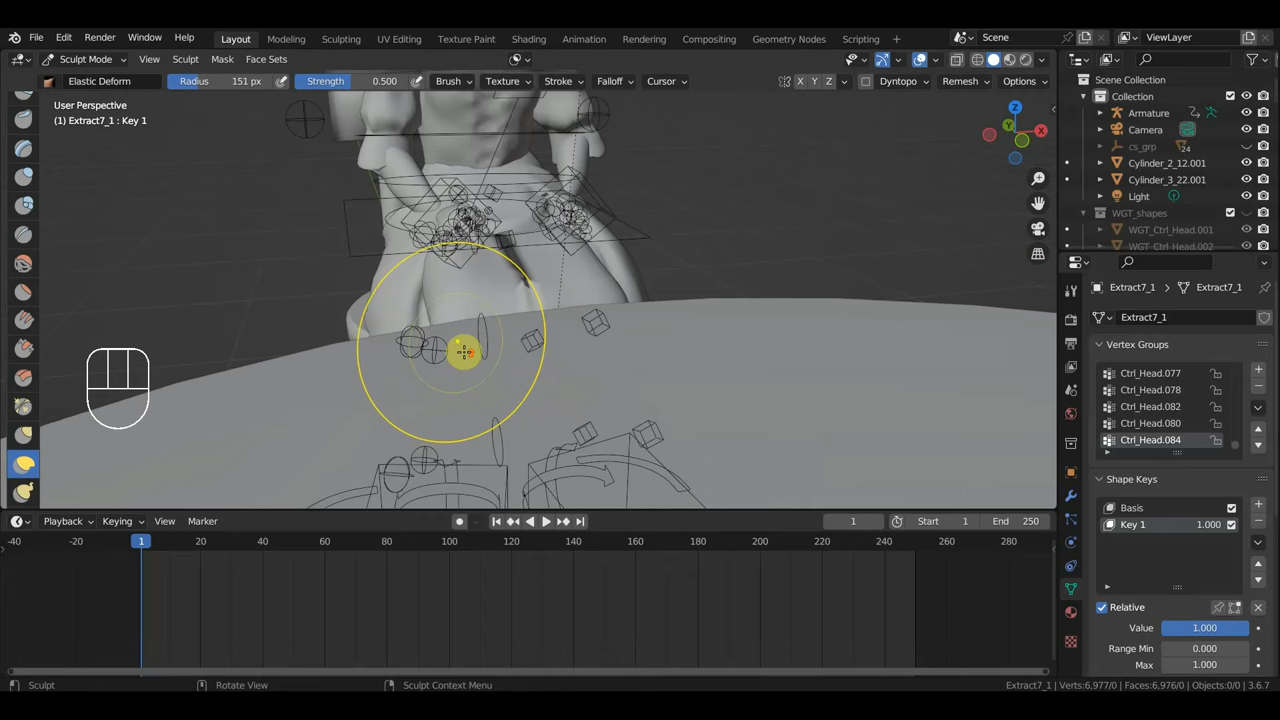 File Edit Render Window Help Layout Modeling Sculpting UV Editing Texture Paint Shading Animation Rendering Compositing Geometry Nodes Scripting Scene ViewLayer
Sculpt Mode View Sculpt Mask Face Sets
Elastic Deform Radius 151 px Strength 0.500 Brush Texture Stroke Falloff Cursor X Y Z Dyntopo Remesh Options
User Perspective
(1) Extract7_1 : Key 1
Z
Y
X
Scene Collection
Collection
Armature
Camera
cs_grp 24
Cylinder_2_12.001
Cylinder_3_22.001
Light
WGT_shapes
WGT_Ctrl_Head.001
WGT_Ctrl_Head.002
Extract7_1 Extract7_1
Extract7_1
Vertex Groups
Ctrl_Head.077
Ctrl_Head.078
Ctrl_Head.082
Ctrl_Head.080
Ctrl_Head.084
Shape Keys
Basis
Key 1 1.000
Relative
Value 1.000
Range Min 0.000
Max 1.000
Playback Keying View Marker 1 Start 1 End 250
-40 -20 1 20 40 60 80 100 120 140 160 180 200 220 240 260 280
Sculpt Rotate View Sculpt Context Menu Extract7_1 | Verts:6,977/0 | Faces:6,976/0 | Objects:0/0 | 3.6.7